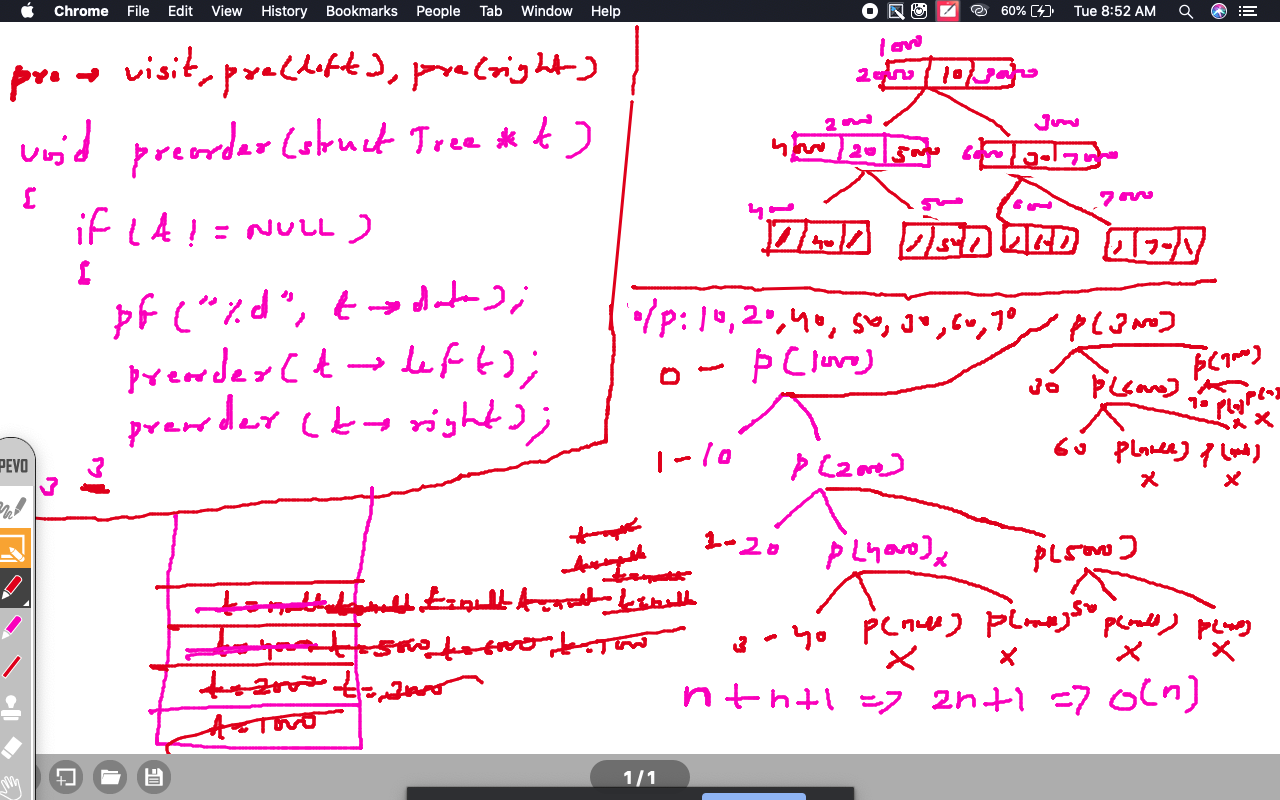 Chrome File Edit View History Bookmarks People Tab Window Help 60% Tue 8:52 AM
pre → visit, pre(left), pre(right)
void preorder(struct Tree * t)
{
if (t != NULL)
{
pf ("%d", t → data);
preorder(t → left);
preorder (t → right);
PEVO
3 3
t=null t=null t=null t=null t=null
t=4000 t=5000 t=6000 t=7000
t=2000 t=3000
t=1000
1000
2000 10 3000
2000 3000
4000 20 5000 6000 30 7000
4000 5000 6000 7000
/ 40 / / 50 / / 60 / / 70 \
o/p: 10, 20, 40, 50, 30, 60, 70
p(3000)
0 - p(1000)
30 p(6000) p(7000)
70
60 p(null) p(null)
x x x x
1 - 10 p(2000)
2 - 20 p(4000) x p(5000)
3 - 40 p(null) p(null) 50 p(null) p(null)
x x x x
n + n+1 => 2n+1 => O(n)
1/1